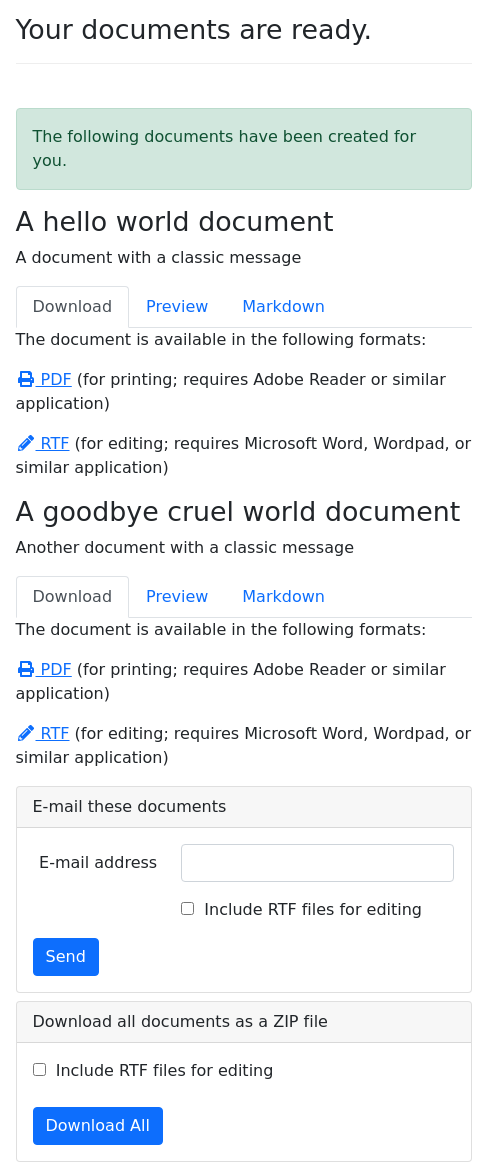 Your documents are ready.
The following documents have been created for
you.
A hello world document
A document with a classic message
Download Preview Markdown
The document is available in the following formats:
PDF (for printing; requires Adobe Reader or similar
application)
RTF (for editing; requires Microsoft Word, Wordpad, or
similar application)
A goodbye cruel world document
Another document with a classic message
Download Preview Markdown
The document is available in the following formats:
PDF (for printing; requires Adobe Reader or similar
application)
RTF (for editing; requires Microsoft Word, Wordpad, or
similar application)
E-mail these documents
E-mail address
Include RTF files for editing
Send
Download all documents as a ZIP file
Include RTF files for editing
Download All